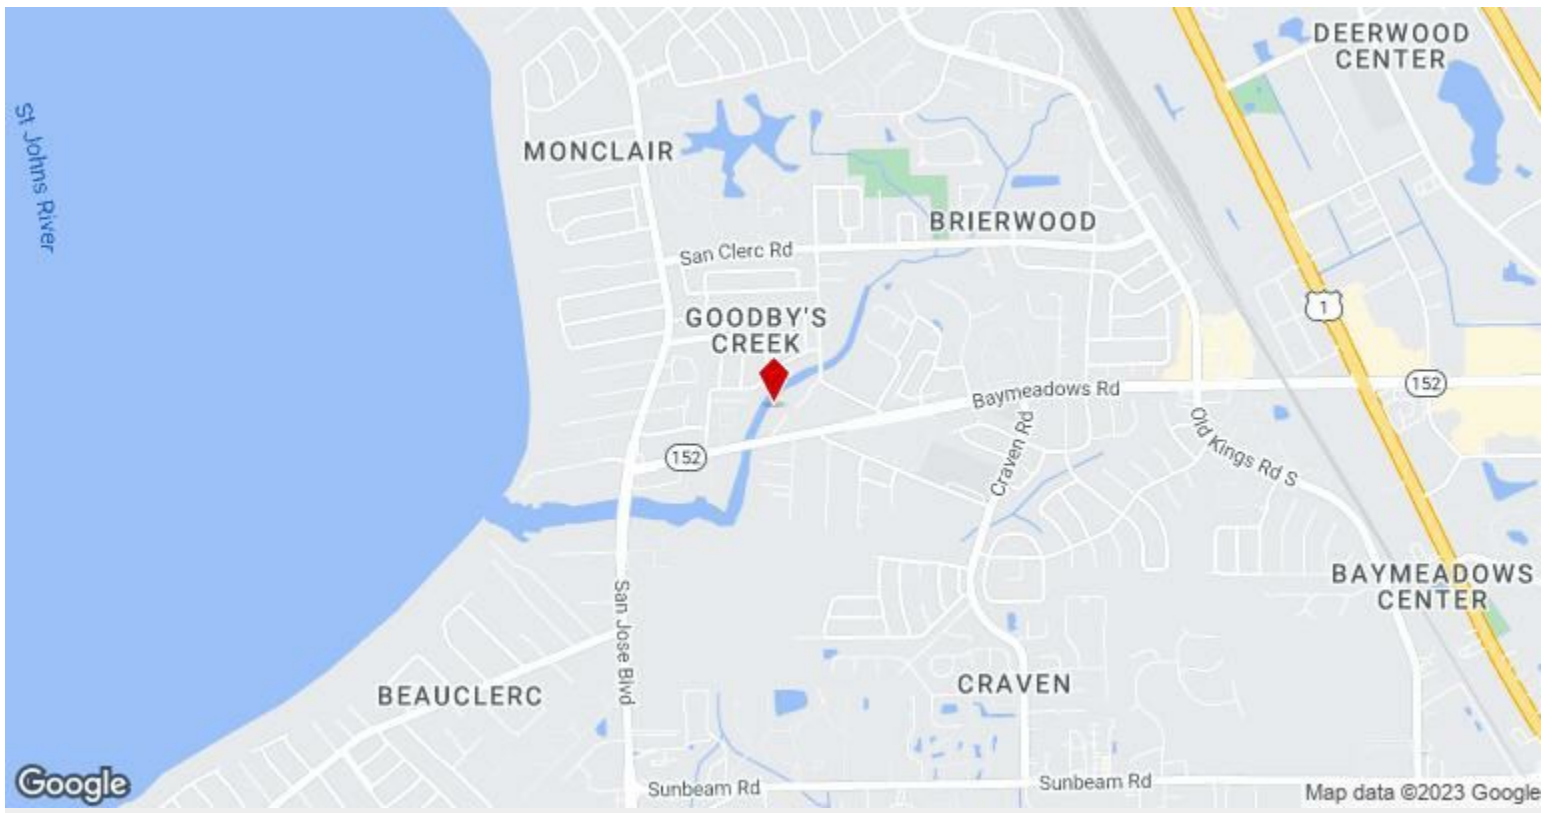 DEERWOOD
CENTER
St Johns River
MONCLAIR
BRIERWOOD
San Clerc Rd
GOODBY'S
CREEK
1
152
Baymeadows Rd
Craven Rd
Old Kings Rd S
152
BAYMEADOWS
CENTER
San Jose Blvd
CRAVEN
BEAUCLERC
Sunbeam Rd
Sunbeam Rd
Google
Map data ©2023 Google